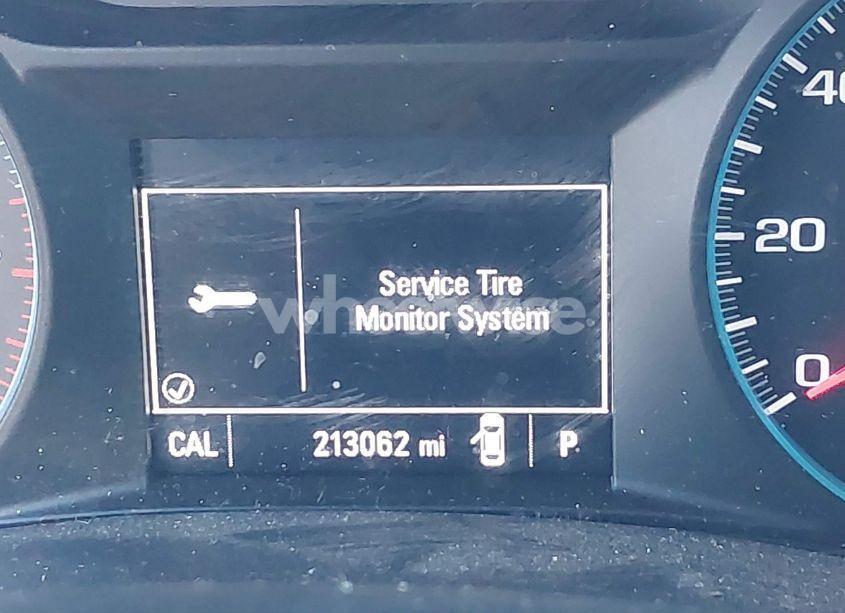 40
20
0
Service Tire
Monitor System
CAL
213062 mi
P